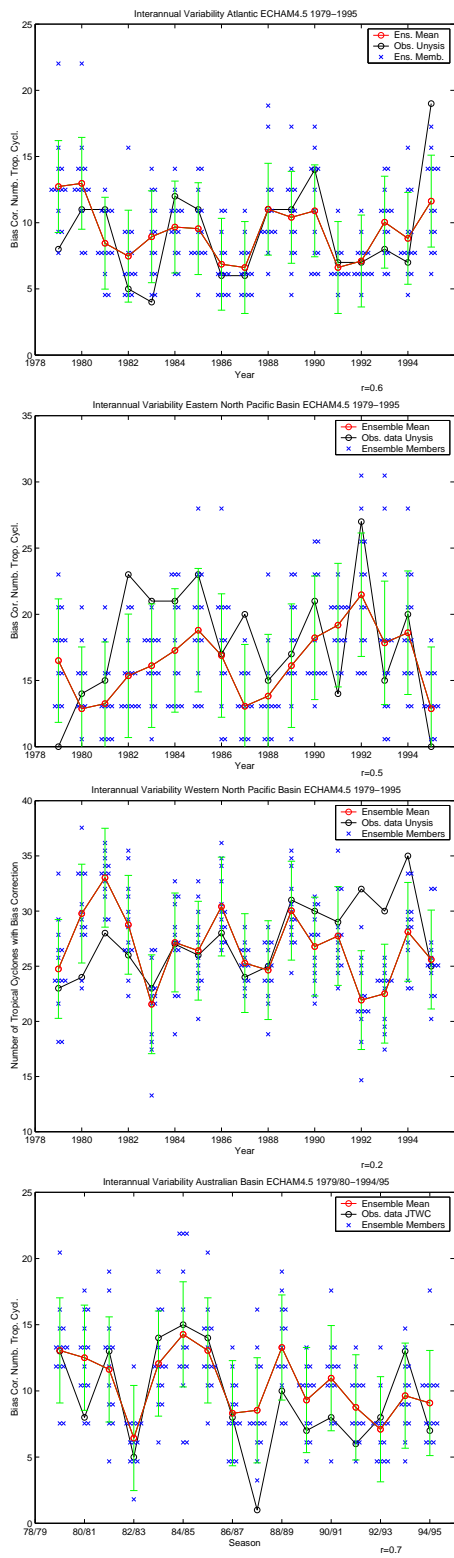 Interannual Variability Atlantic ECHAM4.5 1979−1995
Ens. Mean
Obs. Unysis
Ens. Memb.
Bias Cor. Numb. Trop. Cycl.
25
20
15
10
5
0
1978 1980 1982 1984 1986 1988 1990 1992 1994
Year
r=0.6
Interannual Variability Eastern North Pacific Basin ECHAM4.5 1979−1995
Ensemble Mean
Obs. data Unysis
Ensemble Members
Bias Cor. Numb. Trop. Cycl.
35
30
25
20
15
10
1978 1980 1982 1984 1986 1988 1990 1992 1994
Year
r=0.5
Interannual Variability Western North Pacific Basin ECHAM4.5 1979−1995
Ensemble Mean
Obs. data Unysis
Ensemble Members
Number of Tropical Cyclones with Bias Correction
40
35
30
25
20
15
10
1978 1980 1982 1984 1986 1988 1990 1992 1994
Year
r=0.2
Interannual Variability Australian Basin ECHAM4.5 1979/80−1994/95
Ensemble Mean
Obs. data JTWC
Ensemble Members
Bias Cor. Numb. Trop. Cycl.
25
20
15
10
5
0
78/79 80/81 82/83 84/85 86/87 88/89 90/91 92/93 94/95
Season
r=0.7